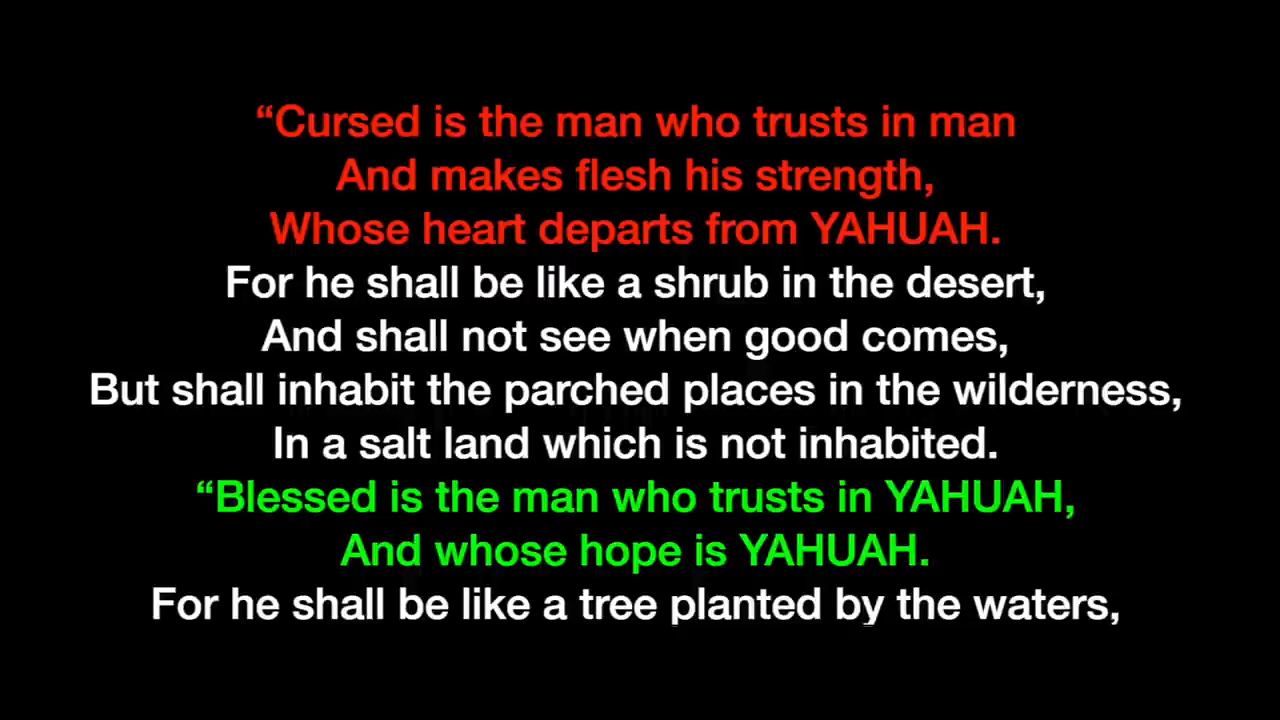 “Cursed is the man who trusts in man
And makes flesh his strength,
Whose heart departs from YAHUAH.
For he shall be like a shrub in the desert,
And shall not see when good comes,
But shall inhabit the parched places in the wilderness,
In a salt land which is not inhabited.
“Blessed is the man who trusts in YAHUAH,
And whose hope is YAHUAH.
For he shall be like a tree planted by the waters,